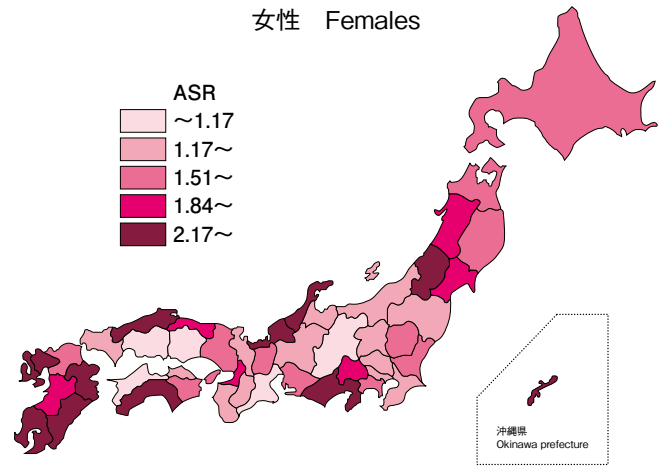 女性 Females
ASR
～1.17
1.17～
1.51～
1.84～
2.17～
沖縄県
Okinawa prefecture